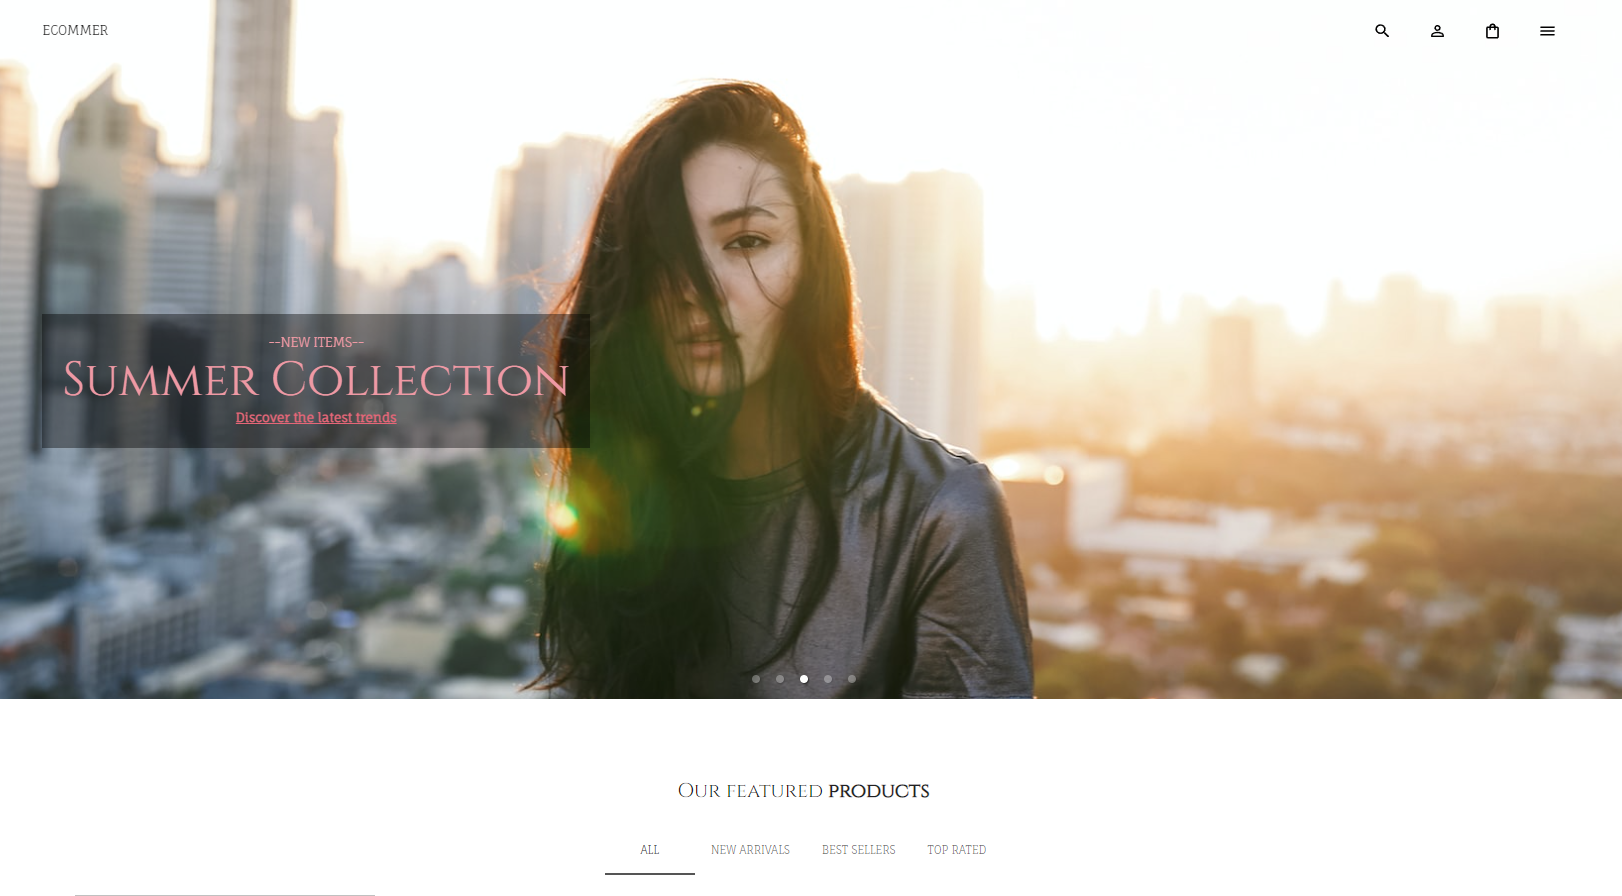 ECOMMER
--NEW ITEMS--
Summer Collection
Discover the latest trends
Our featured products
ALL NEW ARRIVALS BEST SELLERS TOP RATED